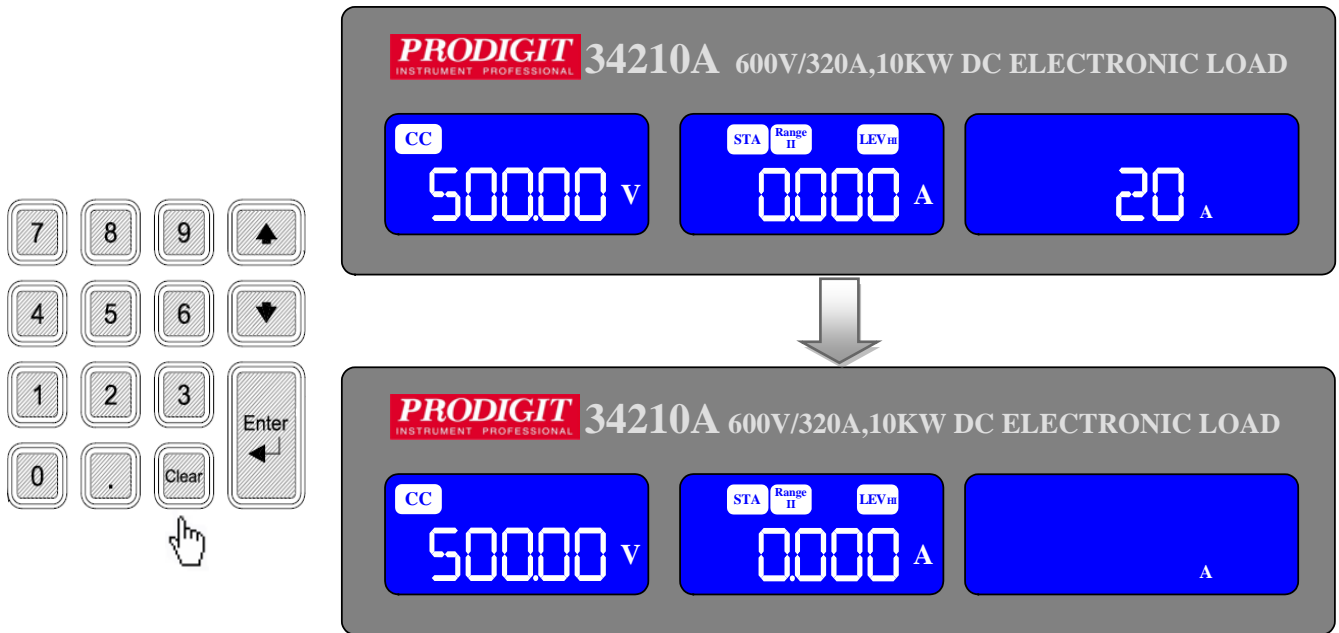 PRODIGIT
INSTRUMENT PROFESSIONAL
34210A 600V/320A,10KW DC ELECTRONIC LOAD
CC
500.00 V
STA Range II LEV HI
0.000 A
20 A
7 8 9
4 5 6
1 2 3
Enter
0 . Clear
PRODIGIT
INSTRUMENT PROFESSIONAL
34210A 600V/320A,10KW DC ELECTRONIC LOAD
CC
500.00 V
STA Range II LEV HI
0.000 A
A